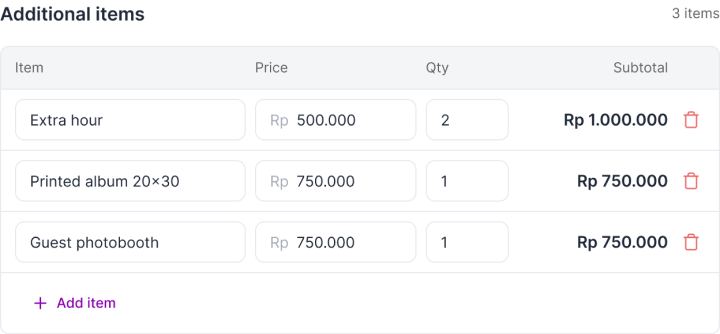 Additional items 3 items
Item Price Qty Subtotal
Extra hour Rp 500.000 2 Rp 1.000.000
Printed album 20×30 Rp 750.000 1 Rp 750.000
Guest photobooth Rp 750.000 1 Rp 750.000
+ Add item